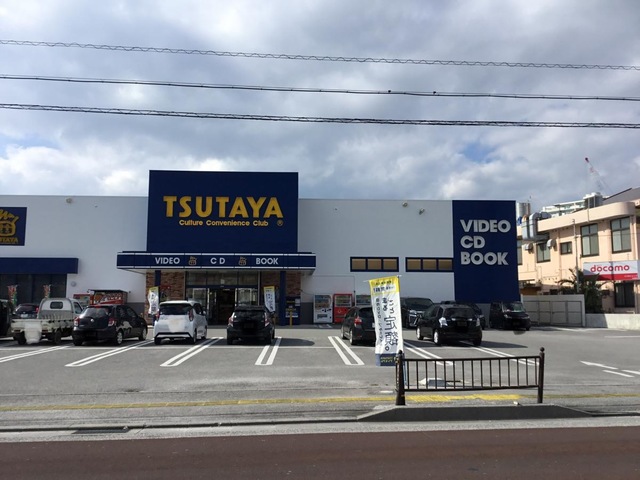 TSUTAYA
Culture Convenience Club ®
VIDEO CD BOOK
VIDEO
CD
BOOK
docomo